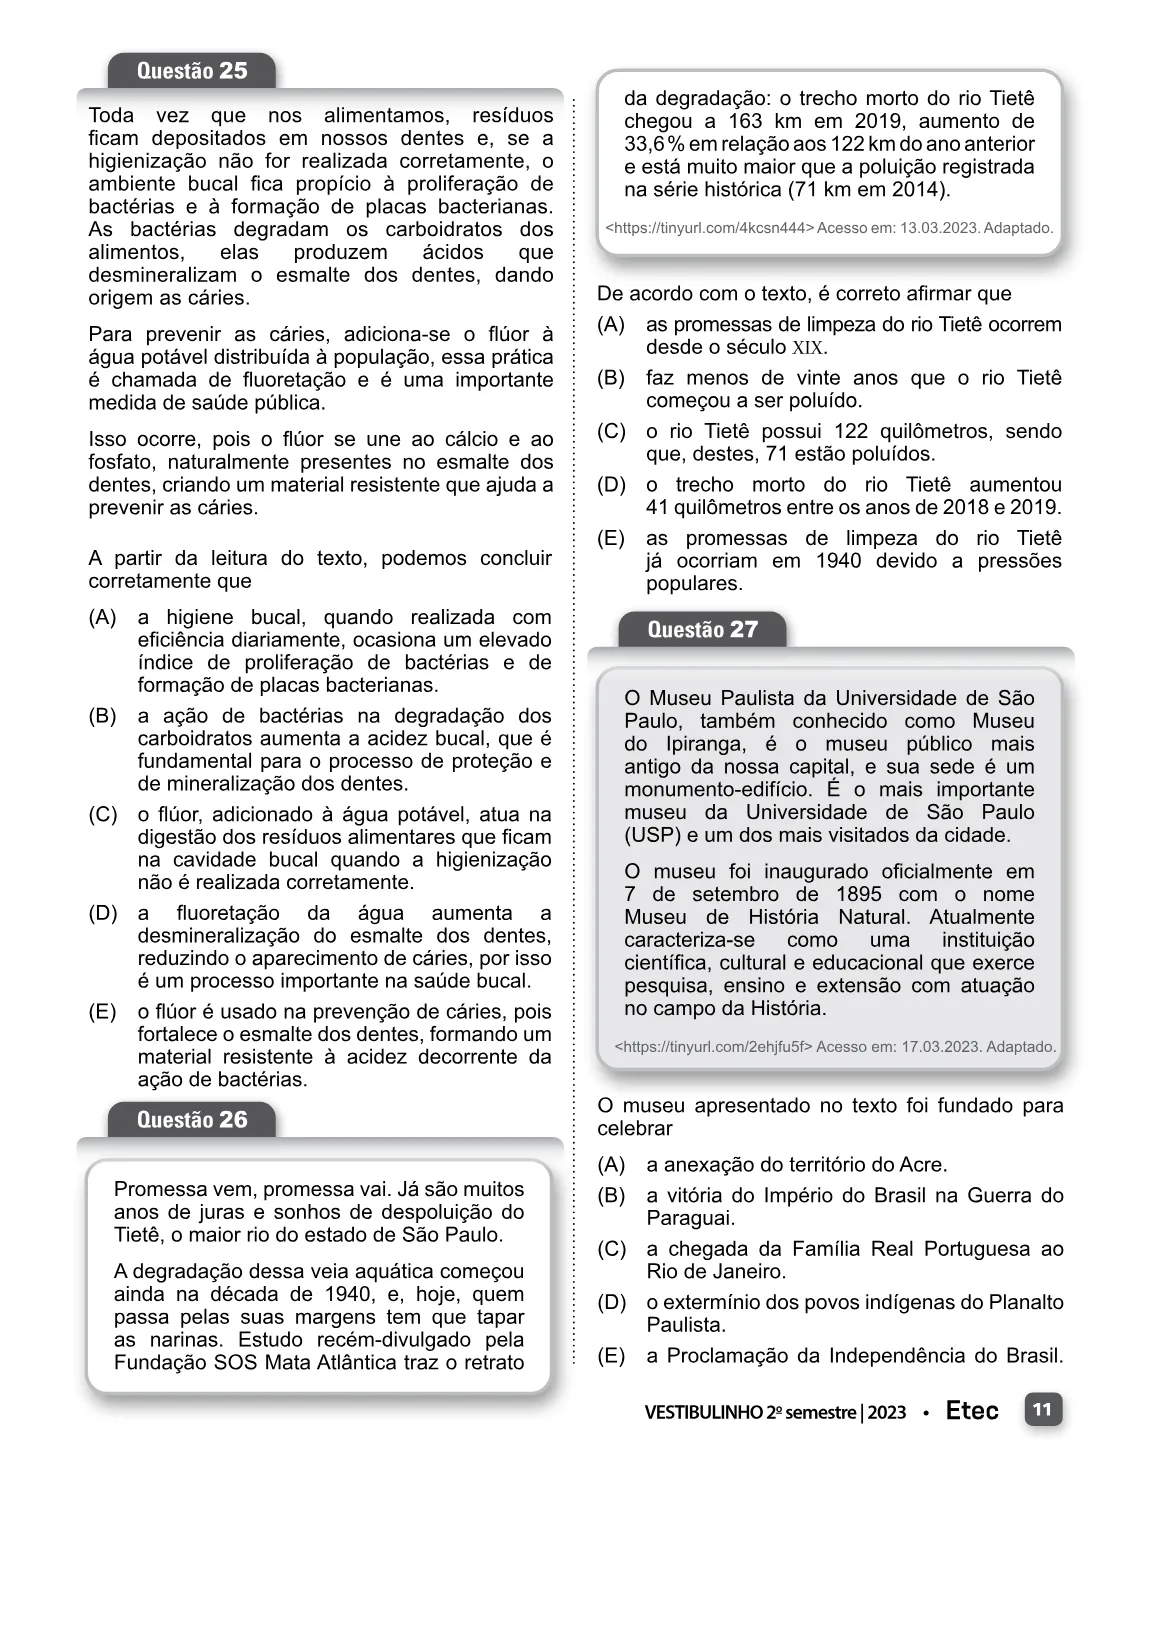 Questão 25
Toda vez que nos alimentamos, resíduos
ficam depositados em nossos dentes e, se a
higienização não for realizada corretamente, o
ambiente bucal fica propício à proliferação de
bactérias e à formação de placas bacterianas.
As bactérias degradam os carboidratos dos
alimentos, elas produzem ácidos que
desmineralizam o esmalte dos dentes, dando
origem as cáries.
Para prevenir as cáries, adiciona-se o flúor à
água potável distribuída à população, essa prática
é chamada de fluoretação e é uma importante
medida de saúde pública.
Isso ocorre, pois o flúor se une ao cálcio e ao
fosfato, naturalmente presentes no esmalte dos
dentes, criando um material resistente que ajuda a
prevenir as cáries.
A partir da leitura do texto, podemos concluir
corretamente que
(A) a higiene bucal, quando realizada com
eficiência diariamente, ocasiona um elevado
índice de proliferação de bactérias e de
formação de placas bacterianas.
(B) a ação de bactérias na degradação dos
carboidratos aumenta a acidez bucal, que é
fundamental para o processo de proteção e
de mineralização dos dentes.
(C) o flúor, adicionado à água potável, atua na
digestão dos resíduos alimentares que ficam
na cavidade bucal quando a higienização
não é realizada corretamente.
(D) a fluoretação da água aumenta a
desmineralização do esmalte dos dentes,
reduzindo o aparecimento de cáries, por isso
é um processo importante na saúde bucal.
(E) o flúor é usado na prevenção de cáries, pois
fortalece o esmalte dos dentes, formando um
material resistente à acidez decorrente da
ação de bactérias.
Questão 26
Promessa vem, promessa vai. Já são muitos
anos de juras e sonhos de despoluição do
Tietê, o maior rio do estado de São Paulo.
A degradação dessa veia aquática começou
ainda na década de 1940, e, hoje, quem
passa pelas suas margens tem que tapar
as narinas. Estudo recém-divulgado pela
Fundação SOS Mata Atlântica traz o retrato
da degradação: o trecho morto do rio Tietê
chegou a 163 km em 2019, aumento de
33,6 % em relação aos 122 km do ano anterior
e está muito maior que a poluição registrada
na série histórica (71 km em 2014).
<https://tinyurl.com/4kcsn444> Acesso em: 13.03.2023. Adaptado.
De acordo com o texto, é correto afirmar que
(A) as promessas de limpeza do rio Tietê ocorrem
desde o século XIX.
(B) faz menos de vinte anos que o rio Tietê
começou a ser poluído.
(C) o rio Tietê possui 122 quilômetros, sendo
que, destes, 71 estão poluídos.
(D) o trecho morto do rio Tietê aumentou
41 quilômetros entre os anos de 2018 e 2019.
(E) as promessas de limpeza do rio Tietê
já ocorriam em 1940 devido a pressões
populares.
Questão 27
O Museu Paulista da Universidade de São
Paulo, também conhecido como Museu
do Ipiranga, é o museu público mais
antigo da nossa capital, e sua sede é um
monumento-edifício. É o mais importante
museu da Universidade de São Paulo
(USP) e um dos mais visitados da cidade.
O museu foi inaugurado oficialmente em
7 de setembro de 1895 com o nome
Museu de História Natural. Atualmente
caracteriza-se como uma instituição
científica, cultural e educacional que exerce
pesquisa, ensino e extensão com atuação
no campo da História.
<https://tinyurl.com/2ehjfu5f> Acesso em: 17.03.2023. Adaptado.
O museu apresentado no texto foi fundado para
celebrar
(A) a anexação do território do Acre.
(B) a vitória do Império do Brasil na Guerra do
Paraguai.
(C) a chegada da Família Real Portuguesa ao
Rio de Janeiro.
(D) o extermínio dos povos indígenas do Planalto
Paulista.
(E) a Proclamação da Independência do Brasil.
VESTIBULINHO 2º semestre | 2023 • Etec 11